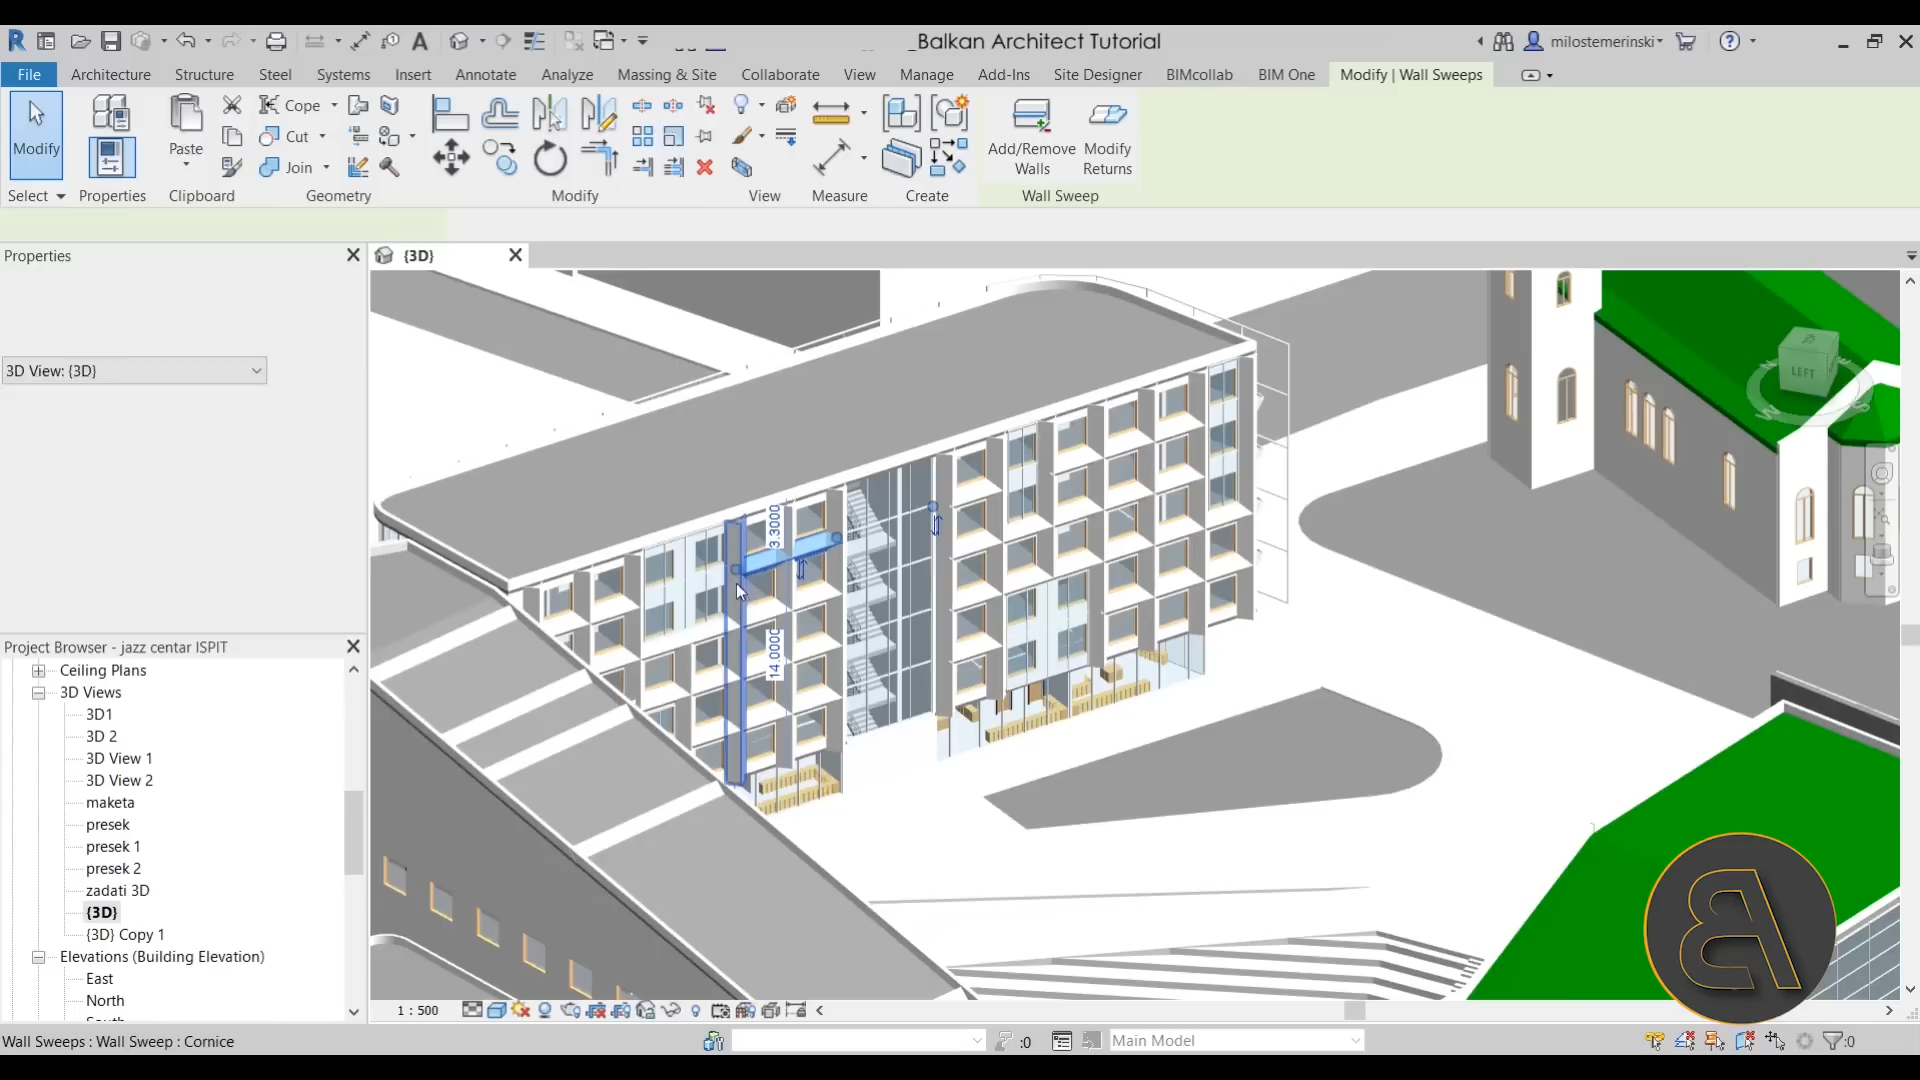 _Balkan Architect Tutorial
milostemerinski
File
Architecture
Structure
Steel
Systems
Insert
Annotate
Analyze
Massing & Site
Collaborate
View
Manage
Add-Ins
Site Designer
BIMcollab
BIM One
Modify | Wall Sweeps
Modify
Paste
Cope
Cut
Join
Add/Remove
Walls
Modify
Returns
Select
Properties
Clipboard
Geometry
Modify
View
Measure
Create
Wall Sweep
Properties
{3D}
3D View: {3D}
LEFT
3.3000
14.0000
Project Browser - jazz centar ISPIT
Ceiling Plans
3D Views
3D1
3D 2
3D View 1
3D View 2
maketa
presek
presek 1
presek 2
zadati 3D
{3D}
{3D} Copy 1
Elevations (Building Elevation)
East
North
1 : 500
Wall Sweeps : Wall Sweep : Cornice
:0
Main Model
:0